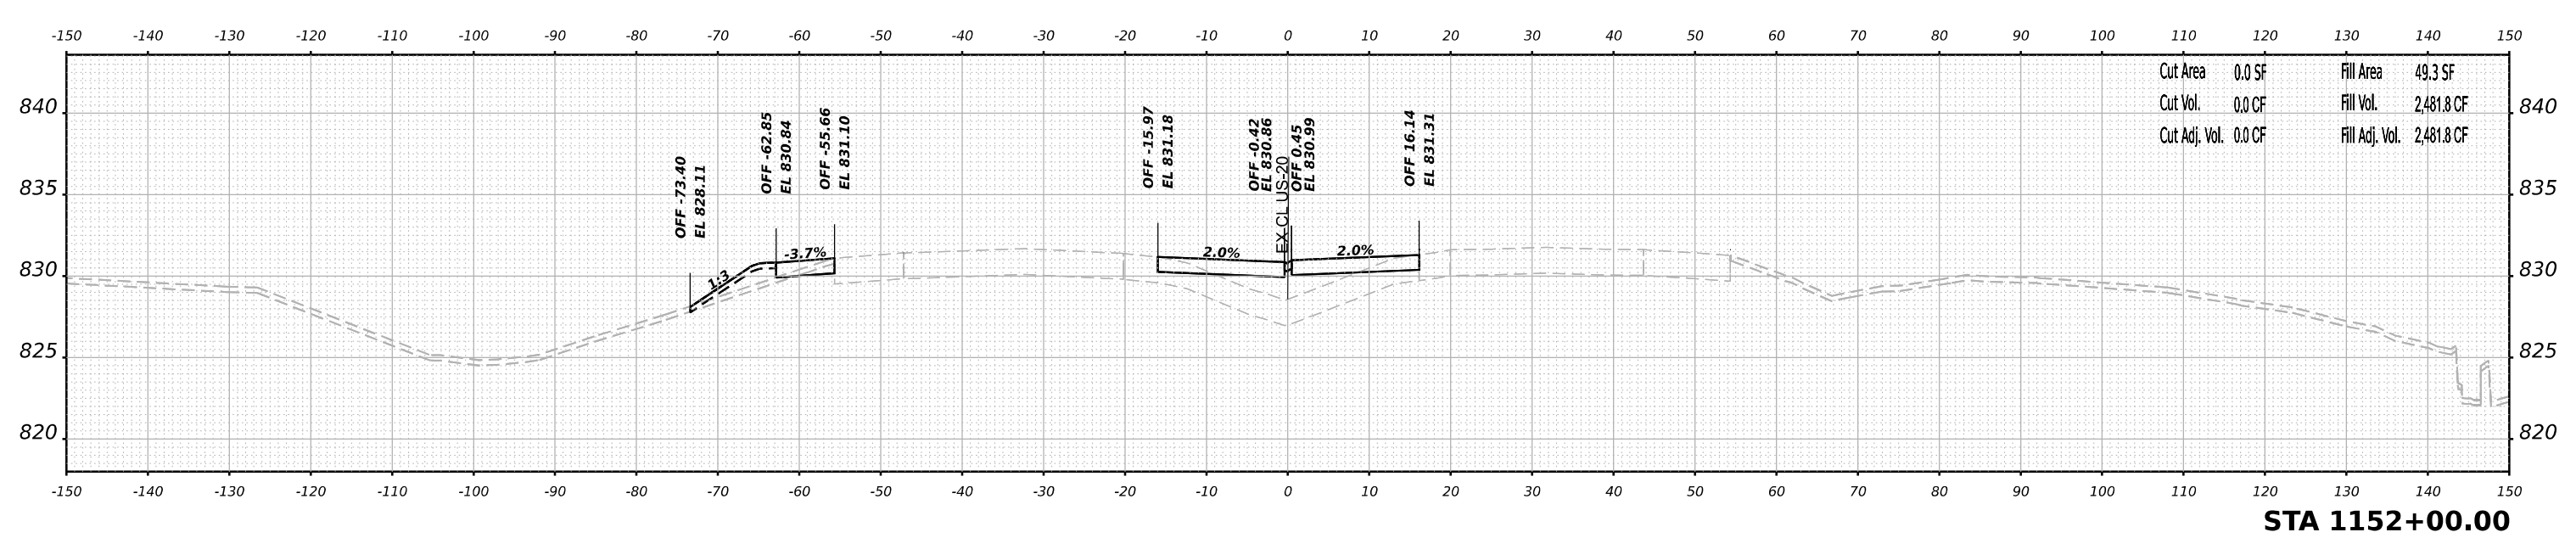 -150 -140 -130 -120 -110 -100 -90 -80 -70 -60 -50 -40 -30 -20 -10 0 10 20 30 40 50 60 70 80 90 100 110 120 130 140 150
Cut Area 0.0 SF Fill Area 49.3 SF
Cut Vol. 0.0 CF Fill Vol. 2,481.8 CF
Cut Adj. Vol. 0.0 CF Fill Adj. Vol. 2,481.8 CF
840 840
835 835
830 830
825 825
820 820
OFF -73.40
EL 828.11
OFF -62.85
EL 830.84
OFF -55.66
EL 831.10
OFF -15.97
EL 831.18
OFF -0.42
EL 830.86
EX CL US-20
OFF 0.45
EL 830.99
OFF 16.14
EL 831.31
1:3
-3.7%
2.0%
2.0%
-150 -140 -130 -120 -110 -100 -90 -80 -70 -60 -50 -40 -30 -20 -10 0 10 20 30 40 50 60 70 80 90 100 110 120 130 140 150
STA 1152+00.00